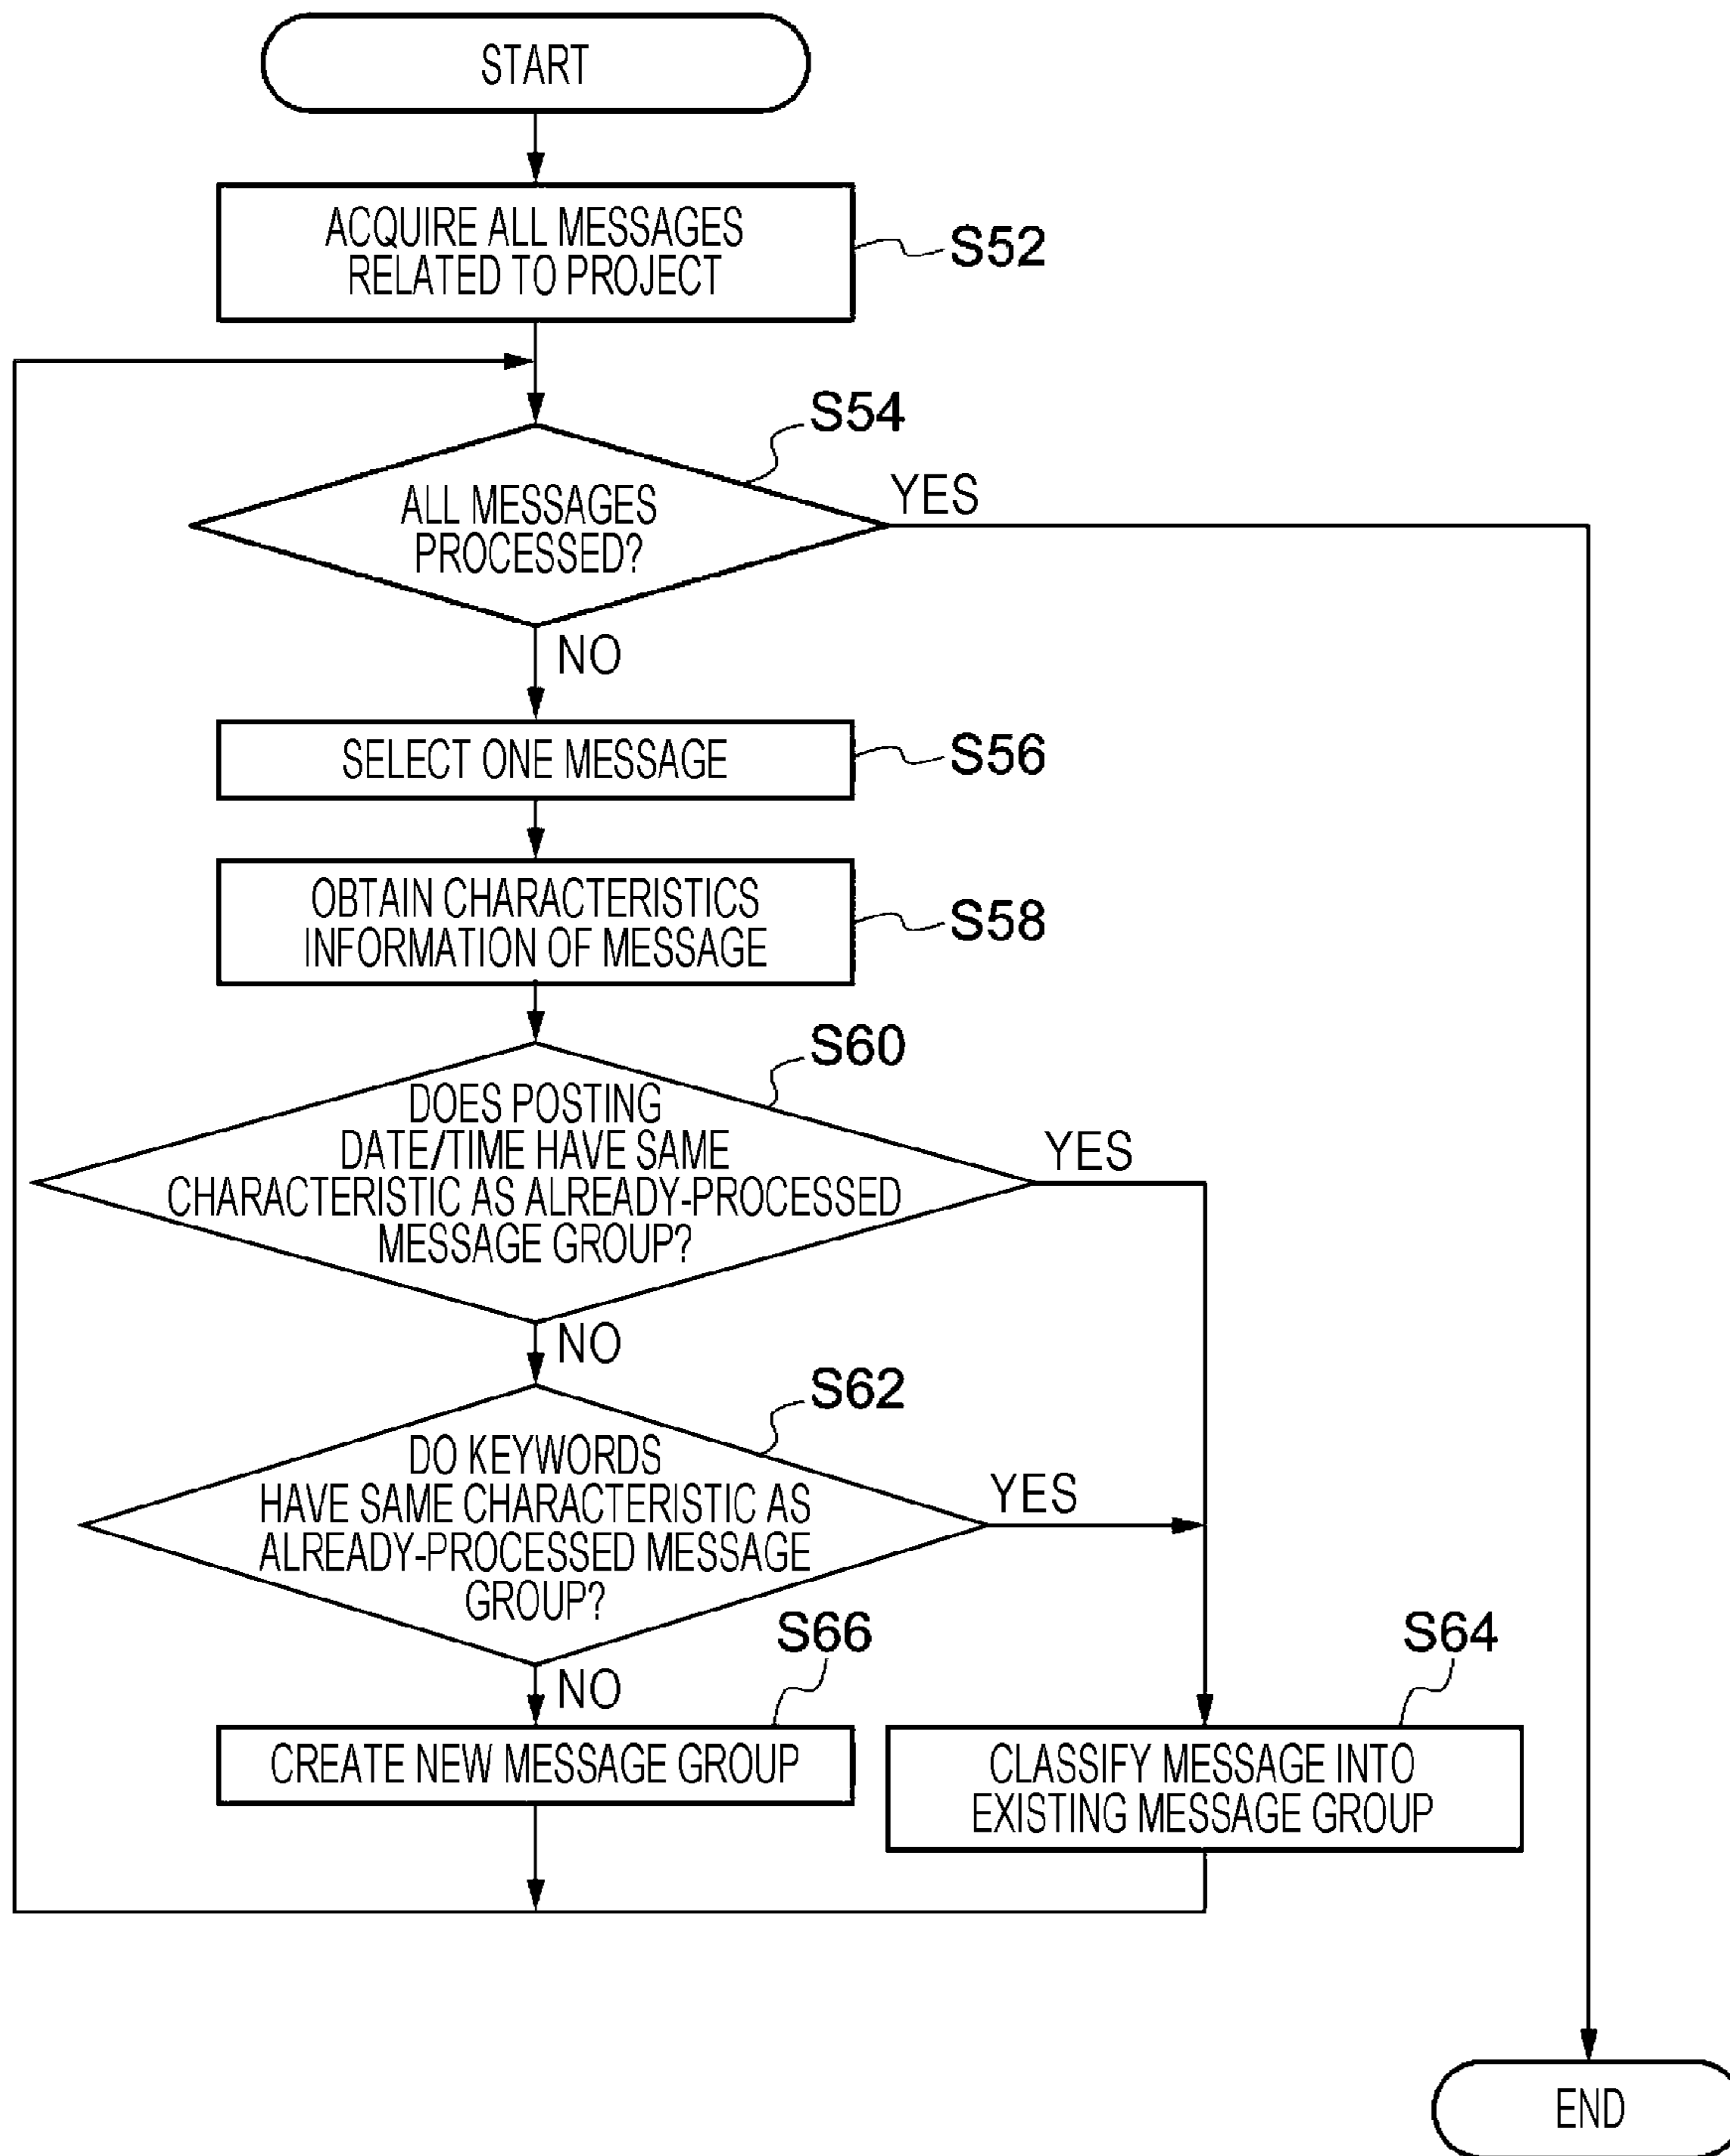 START
ACQUIRE ALL MESSAGES
RELATED TO PROJECT
S52
S54
ALL MESSAGES
PROCESSED?
YES
NO
SELECT ONE MESSAGE
S56
OBTAIN CHARACTERISTICS
INFORMATION OF MESSAGE
S58
S60
DOES POSTING
DATE/TIME HAVE SAME
CHARACTERISTIC AS ALREADY-PROCESSED
MESSAGE GROUP?
YES
NO
S62
DO KEYWORDS
HAVE SAME CHARACTERISTIC AS
ALREADY-PROCESSED MESSAGE
GROUP?
YES
NO
S66
CREATE NEW MESSAGE GROUP
S64
CLASSIFY MESSAGE INTO
EXISTING MESSAGE GROUP
END